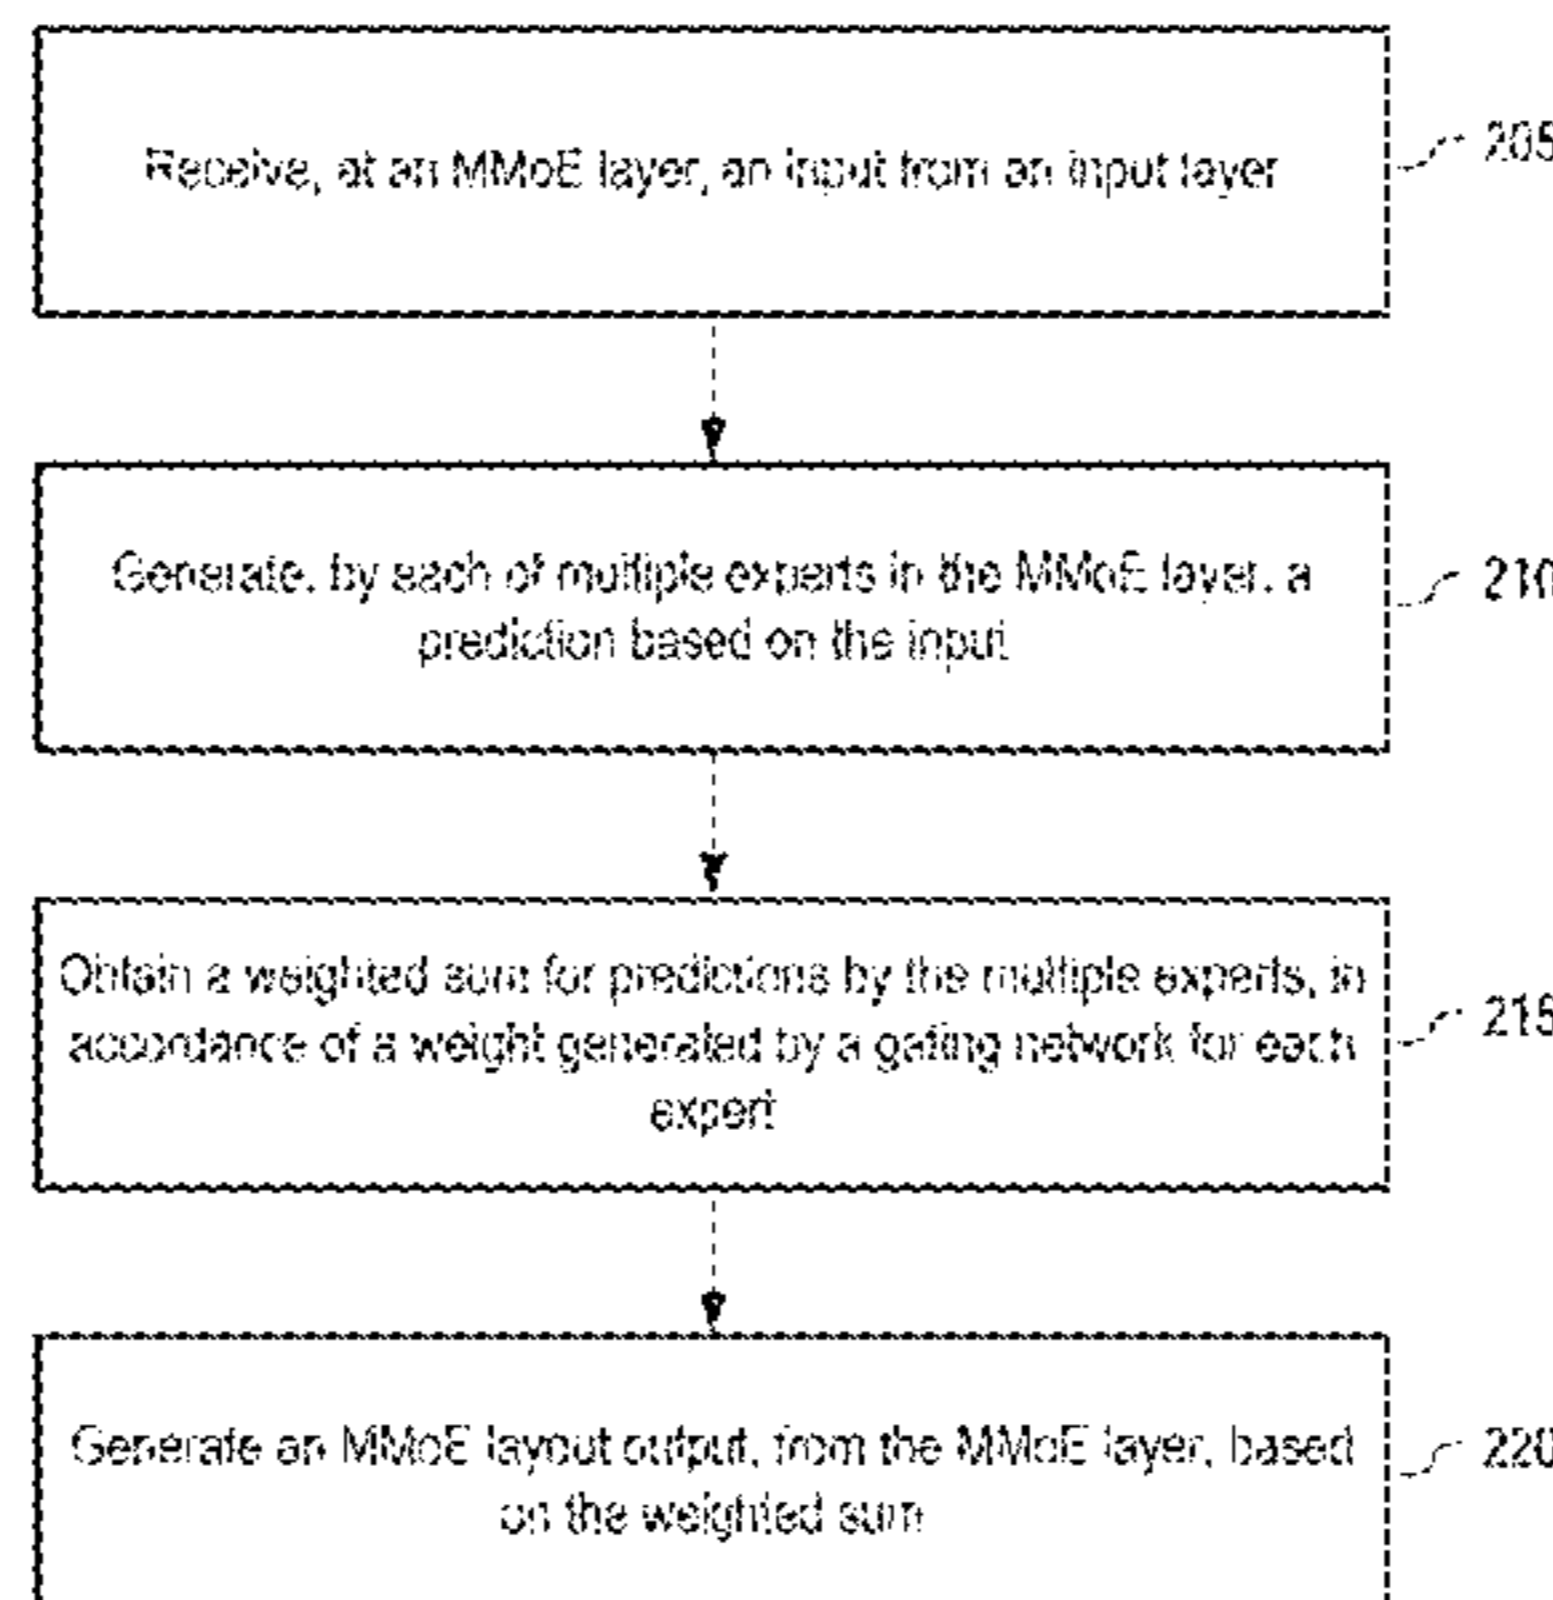 Receive, at an MMoE layer, an input from an input layer
205
Generate, by each of multiple experts in the MMoE layer, a
prediction based on the input
210
Obtain a weighted sum for predictions by the multiple experts, in
accordance of a weight generated by a gating network for each
expert
215
Generate an MMoE layout output, from the MMoE layer, based
on the weighted sum
220